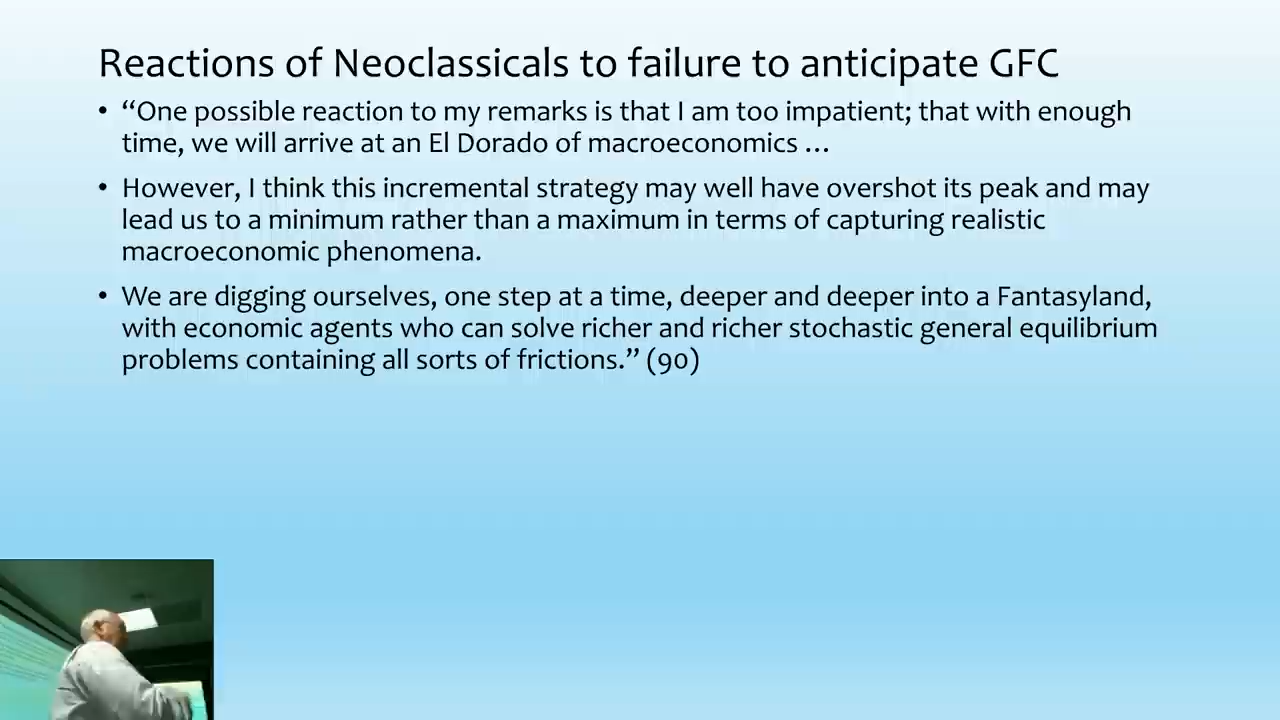 Reactions of Neoclassicals to failure to anticipate GFC
• “One possible reaction to my remarks is that I am too impatient; that with enough
time, we will arrive at an El Dorado of macroeconomics …
• However, I think this incremental strategy may well have overshot its peak and may
lead us to a minimum rather than a maximum in terms of capturing realistic
macroeconomic phenomena.
• We are digging ourselves, one step at a time, deeper and deeper into a Fantasyland,
with economic agents who can solve richer and richer stochastic general equilibrium
problems containing all sorts of frictions.” (90)